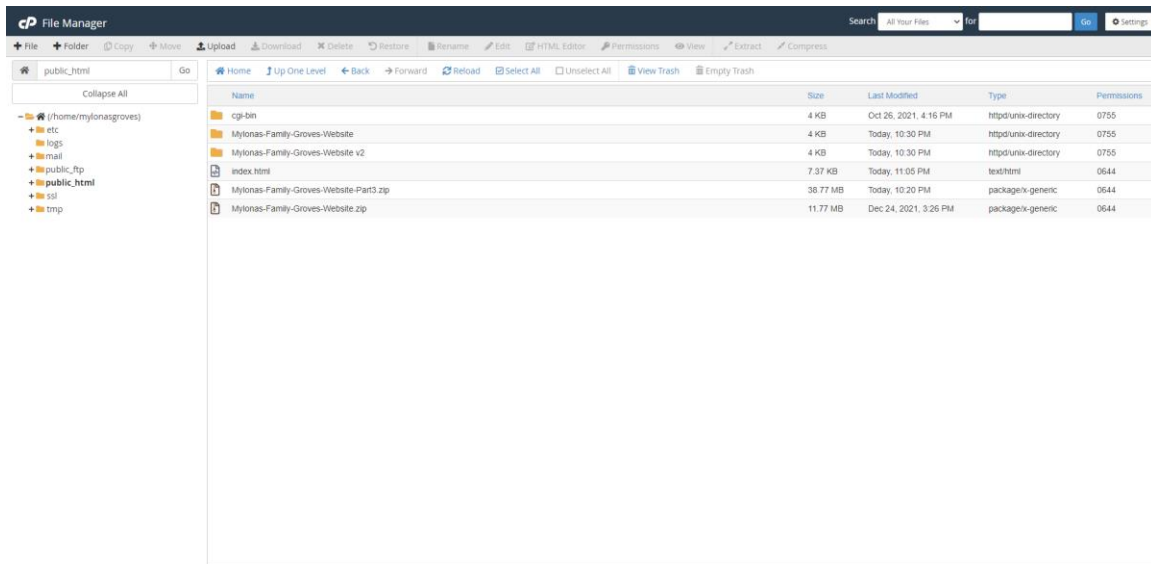 cP File Manager Search All Your Files for Go Settings
File Folder Copy Move Upload Download Delete Restore Rename Edit HTML Editor Permissions View Extract Compress
public_html Go Home Up One Level Back Forward Reload Select All Unselect All View Trash Empty Trash
Collapse All
Name Size Last Modified Type Permissions
(/home/mylonasgroves)
etc
logs
mail
public_ftp
public_html
ssl
tmp
cgi-bin 4 KB Oct 26, 2021, 4:16 PM httpd/unix-directory 0755
Mylonas-Family-Groves-Website 4 KB Today, 10:30 PM httpd/unix-directory 0755
Mylonas-Family-Groves-Website v2 4 KB Today, 10:30 PM httpd/unix-directory 0755
index.html 7.37 KB Today, 11:05 PM text/html 0644
Mylonas-Family-Groves-Website-Part3.zip 38.77 MB Today, 10:20 PM package/x-generic 0644
Mylonas-Family-Groves-Website.zip 11.77 MB Dec 24, 2021, 3:26 PM package/x-generic 0644